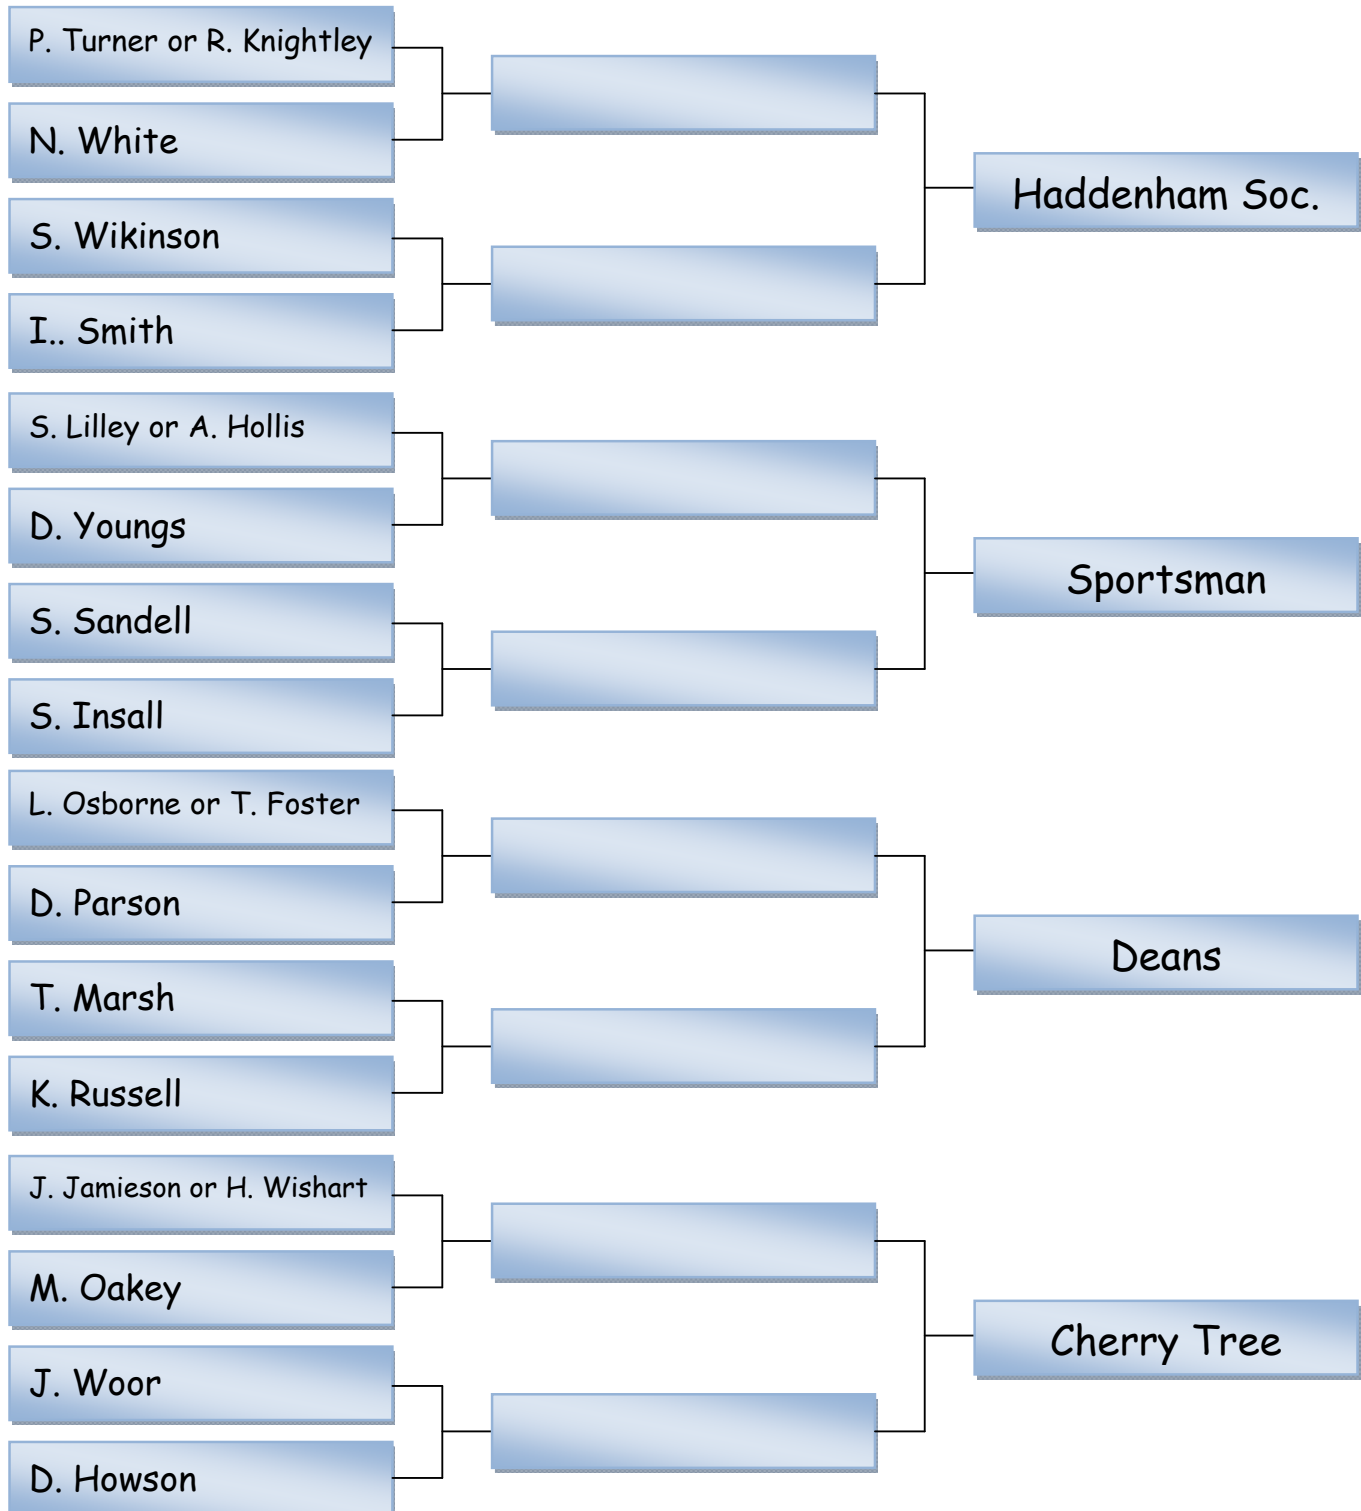 P. Turner or R. Knightley
N. White
S. Wikinson
I.. Smith
Haddenham Soc.
S. Lilley or A. Hollis
D. Youngs
S. Sandell
S. Insall
Sportsman
L. Osborne or T. Foster
D. Parson
T. Marsh
K. Russell
Deans
J. Jamieson or H. Wishart
M. Oakey
J. Woor
D. Howson
Cherry Tree